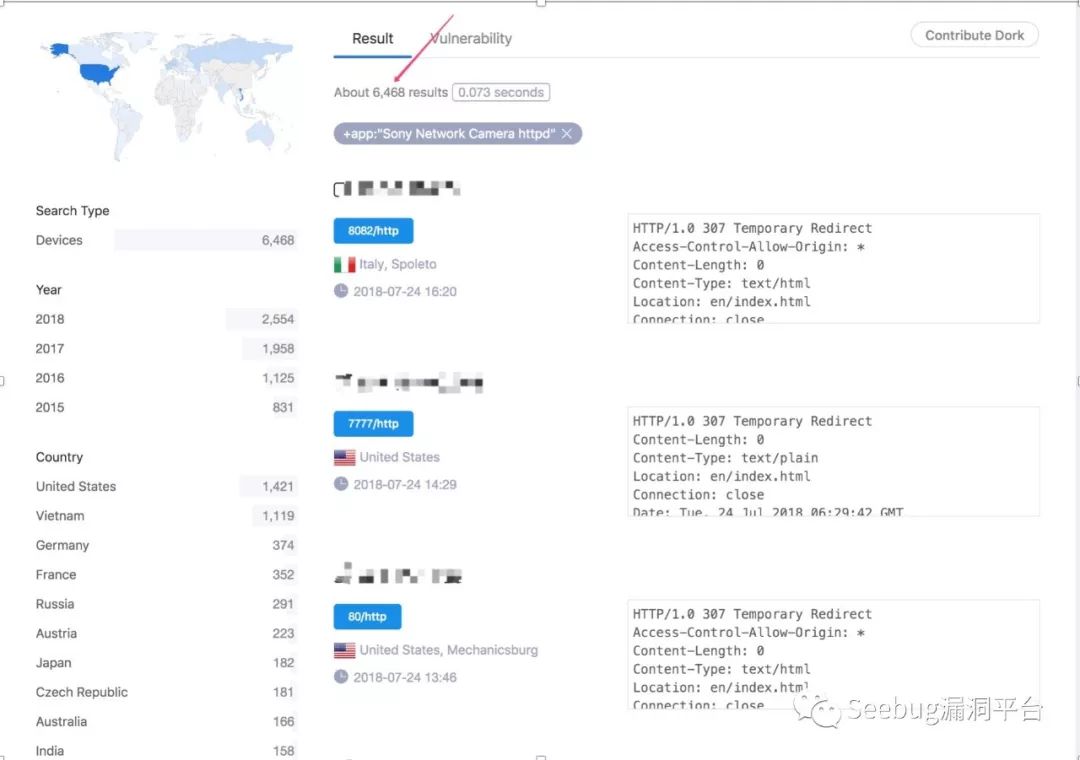 Result
Vulnerability
Contribute Dork
About 6,468 results 0.073 seconds
+app:"Sony Network Camera httpd" ×
Search Type
Devices 6,468
Year
2018 2,554
2017 1,958
2016 1,125
2015 831
Country
United States 1,421
Vietnam 1,119
Germany 374
France 352
Russia 291
Austria 223
Japan 182
Czech Republic 181
Australia 166
India 158
8082/http
Italy, Spoleto
2018-07-24 16:20
HTTP/1.0 307 Temporary Redirect
Access-Control-Allow-Origin: *
Content-Length: 0
Content-Type: text/html
Location: en/index.html
Connection: close
7777/http
United States
2018-07-24 14:29
HTTP/1.0 307 Temporary Redirect
Content-Length: 0
Content-Type: text/plain
Location: en/index.html
Connection: close
Date: Tue, 24 Jul 2018 06:29:42 GMT
80/http
United States, Mechanicsburg
2018-07-24 13:46
HTTP/1.0 307 Temporary Redirect
Access-Control-Allow-Origin: *
Content-Length: 0
Content-Type: text/html
Location: en/index.html
Connection: close
Seebug漏洞平台